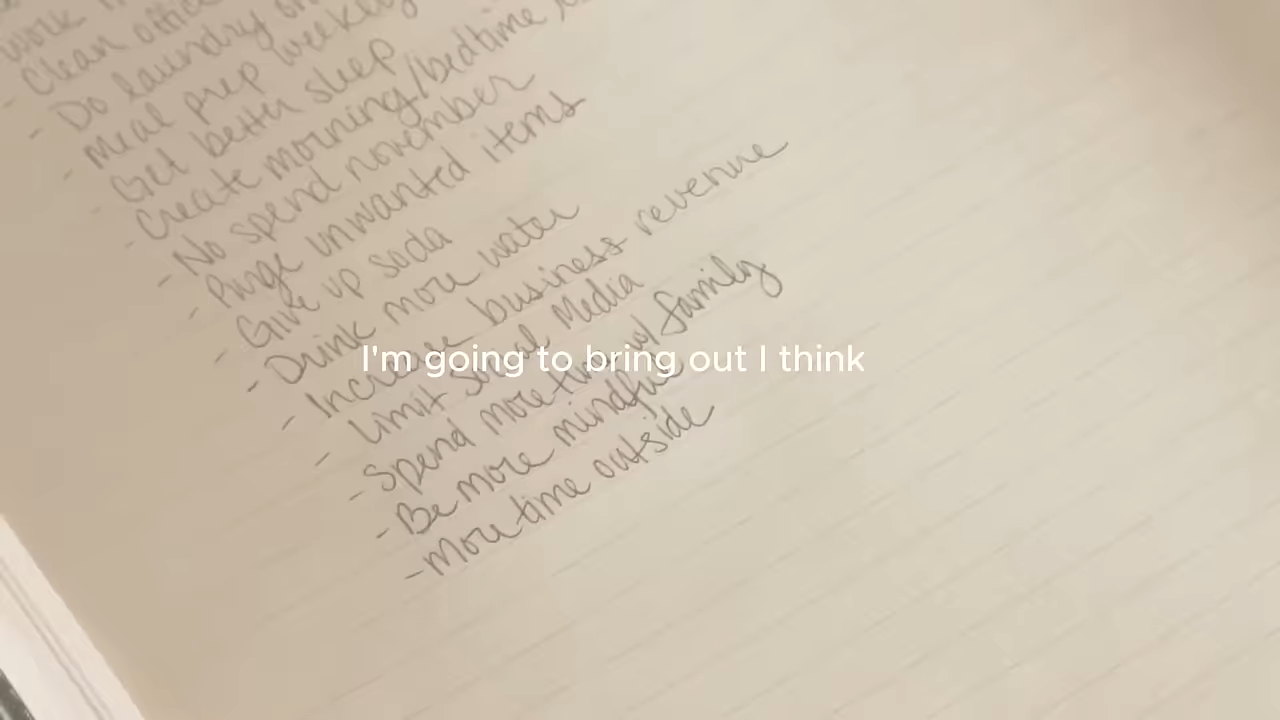 work
- Clean office
- Do laundry on
- Meal prep weekly
- Get better sleep
- Create morning/bedtime
- No spend november
- Purge unwanted items
- Give up soda
- Drink more water
- Increase business revenue
- Limit social Media
- Spend more time w/ family
- Be more mindful
- More time outside
I'm going to bring out I think